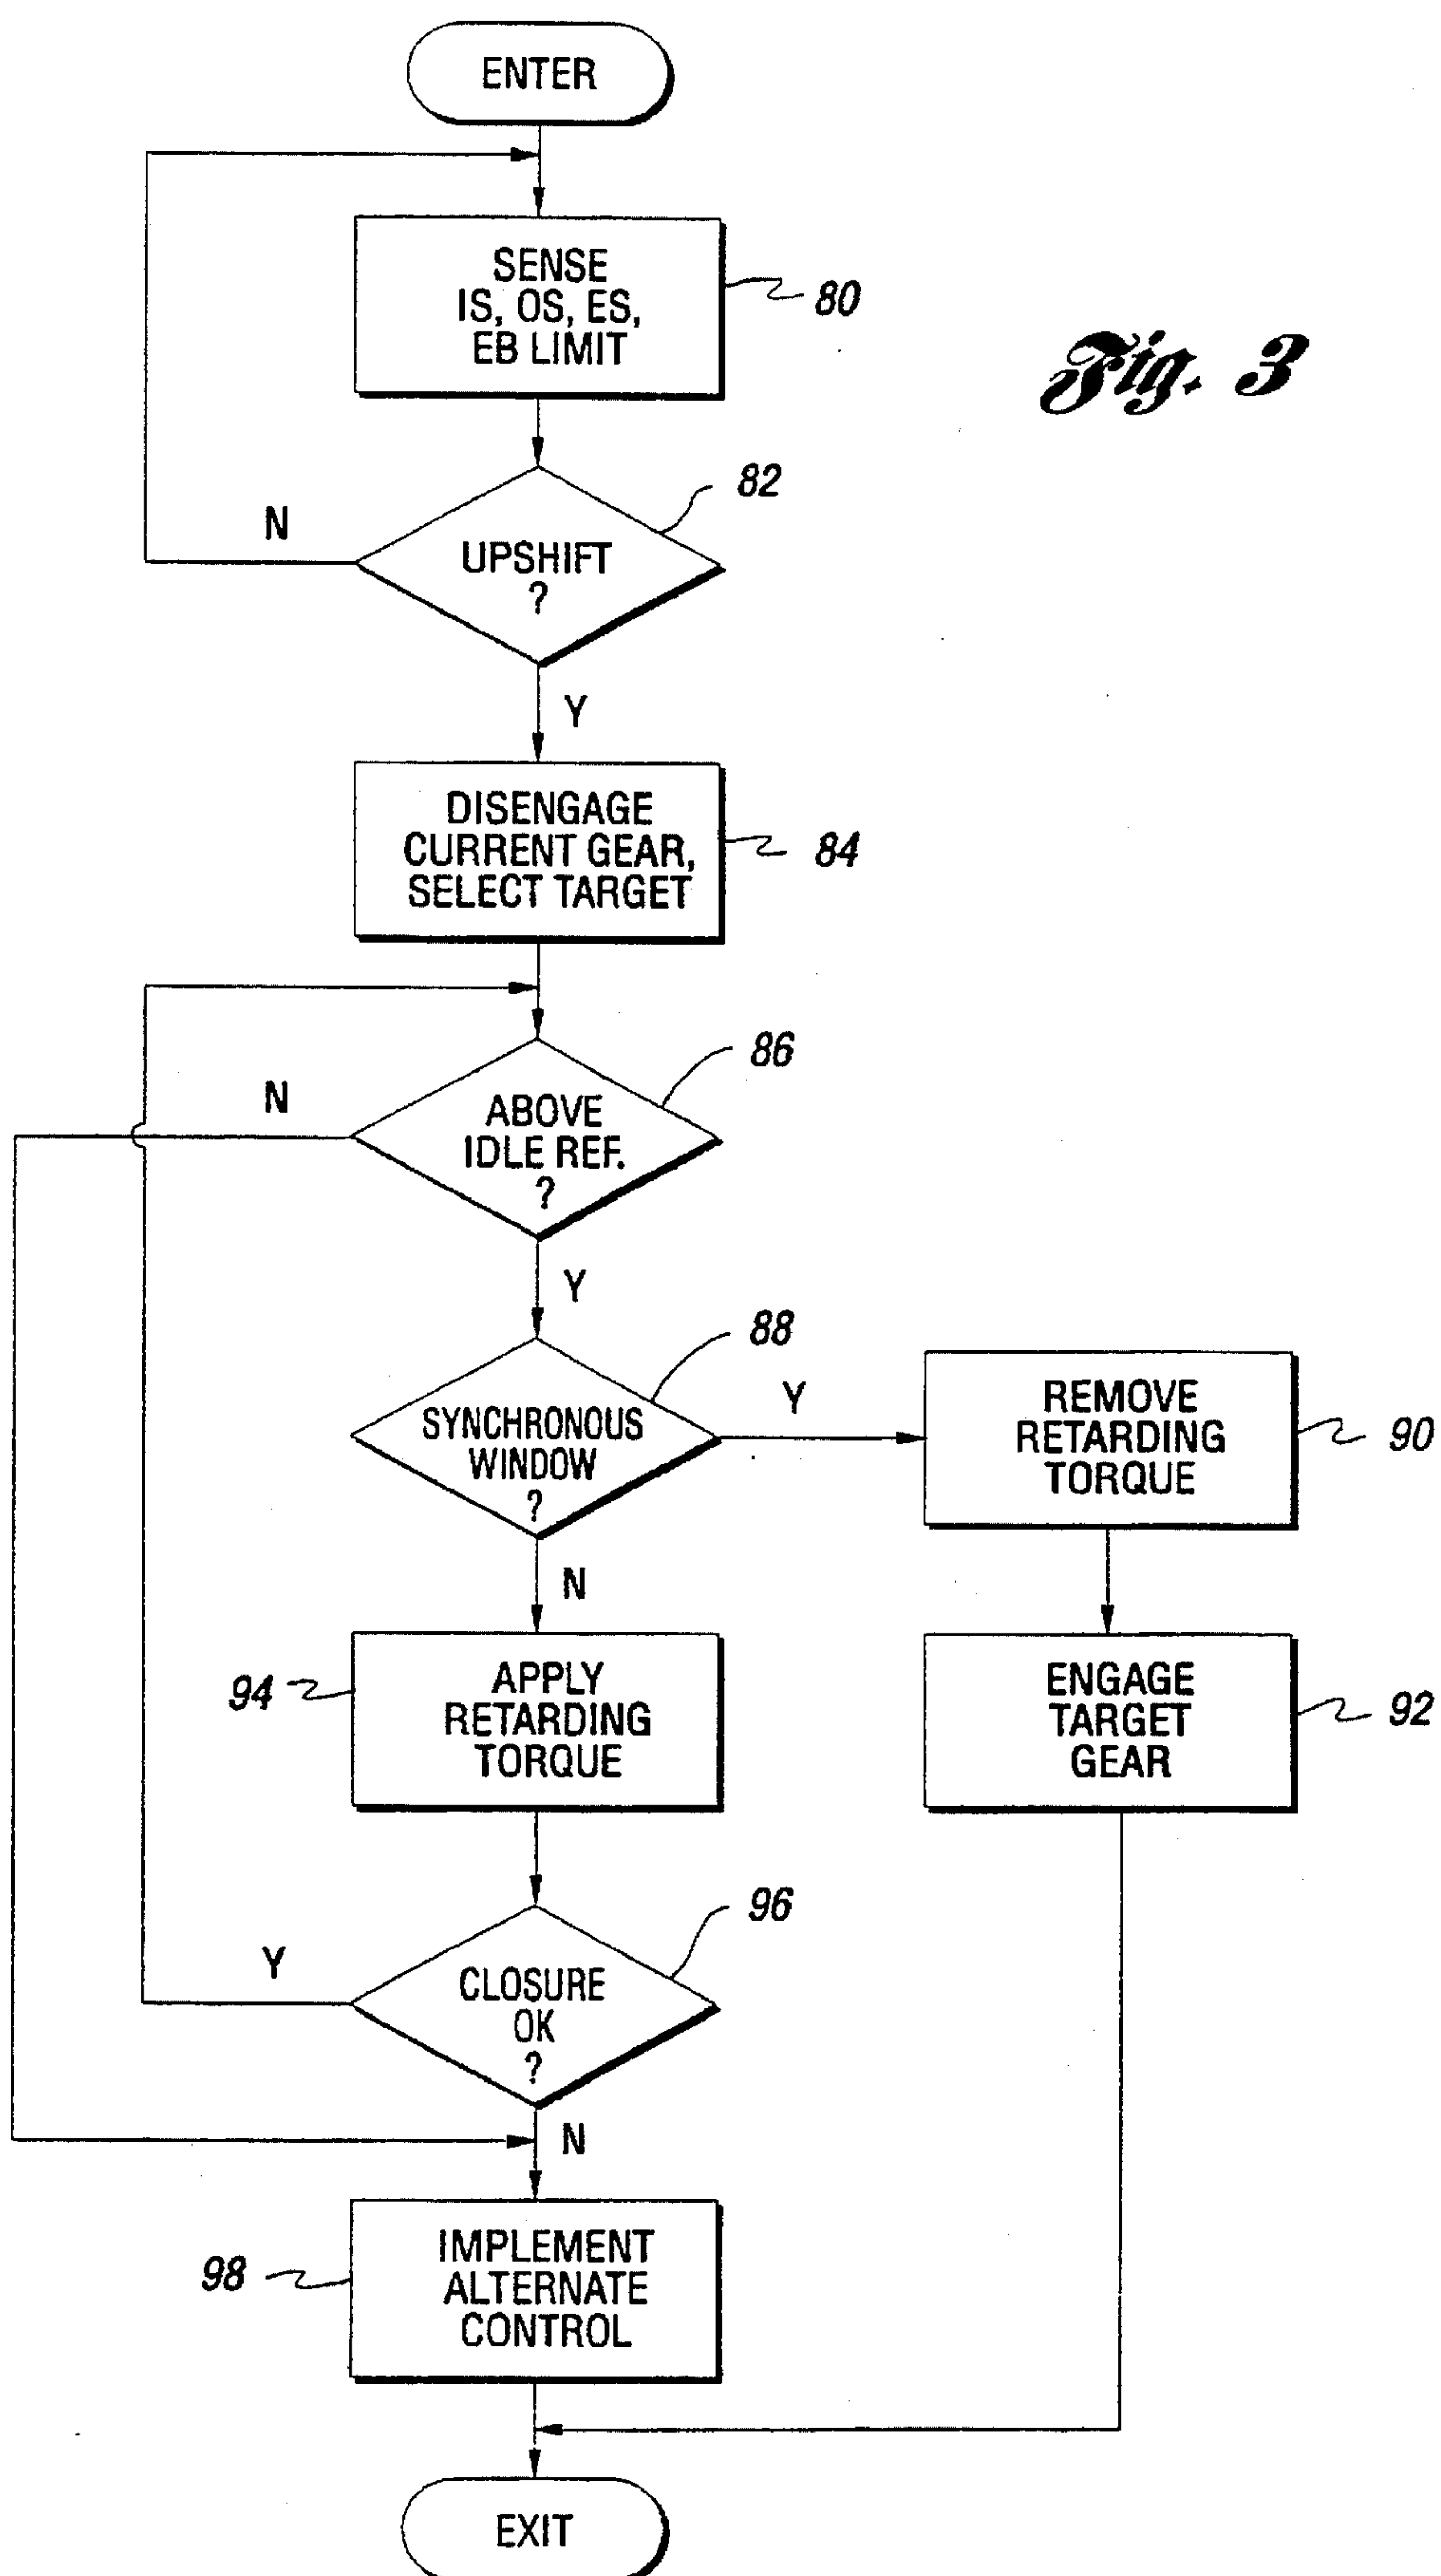 ENTER
SENSE
IS, OS, ES,
EB LIMIT
80
Fig. 3
82
N
UPSHIFT
?
Y
DISENGAGE
CURRENT GEAR,
SELECT TARGET
84
86
N
ABOVE
IDLE REF.
?
Y
88
SYNCHRONOUS
WINDOW
?
Y
REMOVE
RETARDING
TORQUE
90
N
94
APPLY
RETARDING
TORQUE
ENGAGE
TARGET
GEAR
92
96
Y
CLOSURE
OK
?
N
98
IMPLEMENT
ALTERNATE
CONTROL
EXIT